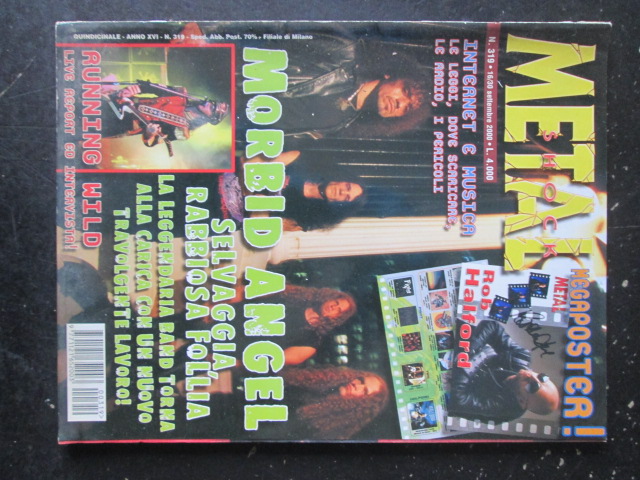 METAL
SHOCK
N. 319 • 16/30 settembre 2000 • L. 4.000
MEGAPOSTER!
METAL
Rob
Halford
INTERNET E MUSICA
LE LEGGI, DOVE SCARICARE,
LE RADIO, I PERICOLI
MORBID ANGEL
SELVAGGIA,
RABBIOSA FOLLIA
LA LEGGENDARIA BAND TORNA
ALLA CARICA CON UN NUOVO
TRAVOLGENTE LAVORO!
QUINDICINALE - ANNO XVI - N. 319 - Sped. Abb. Post. 70% - Filiale di Milano
RUNNING WILD
LIVE REPORT ED INTERVISTA!
00319